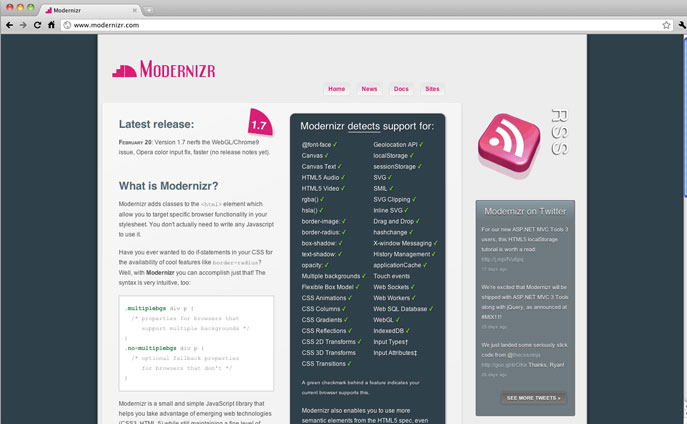 Modernizr
www.modernizr.com
MODERNIZR
Home News Docs Sites
Latest release:
1.7
FEBRUARY 20: Version 1.7 nerfs the WebGL/Chrome9
issue, Opera color input fix, faster (no release notes yet).
What is Modernizr?
Modernizr adds classes to the <html> element which
allow you to target specific browser functionality in your
stylesheet. You don't actually need to write any Javascript
to use it.
Have you ever wanted to do if-statements in your CSS for
the availability of cool features like border-radius?
Well, with Modernizr you can accomplish just that! The
syntax is very intuitive, too:
.multiplebgs div p {
/* properties for browsers that
support multiple backgrounds */
}
.no-multiplebgs div p {
/* optional fallback properties
for browsers that don't */
}
Modernizr is a small and simple JavaScript library that
helps you take advantage of emerging web technologies
(CSS3, HTML5) while still maintaining a fine level of
Modernizr detects support for:
@font-face ✓
Canvas ✓
Canvas Text ✓
HTML5 Audio ✓
HTML5 Video ✓
rgba() ✓
hsla() ✓
border-image: ✓
border-radius: ✓
box-shadow: ✓
text-shadow: ✓
opacity: ✓
Multiple backgrounds ✓
Flexible Box Model ✓
CSS Animations ✓
CSS Columns ✓
CSS Gradients ✓
CSS Reflections ✓
CSS 2D Transforms ✓
CSS 3D Transforms
CSS Transitions ✓
Geolocation API ✓
localStorage ✓
sessionStorage ✓
SVG ✓
SMIL ✓
SVG Clipping ✓
Inline SVG ✓
Drag and Drop ✓
hashchange ✓
X-window Messaging ✓
History Management ✓
applicationCache ✓
Touch events
Web Sockets ✓
Web Workers ✓
Web SQL Database ✓
WebGL ✓
IndexedDB ✓
Input Types†
Input Attributes‡
A green checkmark behind a feature indicates your
current browser supports this.
Modernizr also enables you to use more
semantic elements from the HTML5 spec, even
RSS
Modernizr on Twitter
For our new ASP.NET MVC Tools 3
users, this HTML5 localStorage
tutorial is worth a read:
days ago
We're excited that Modernizr will be
shipped with ASP.NET MVC 3 Tools
along with jQuery, as announced at
#MIX11!
days ago
We just landed some seriously slick
code from
Thanks, Ryan!
days ago
SEE MORE TWEETS »